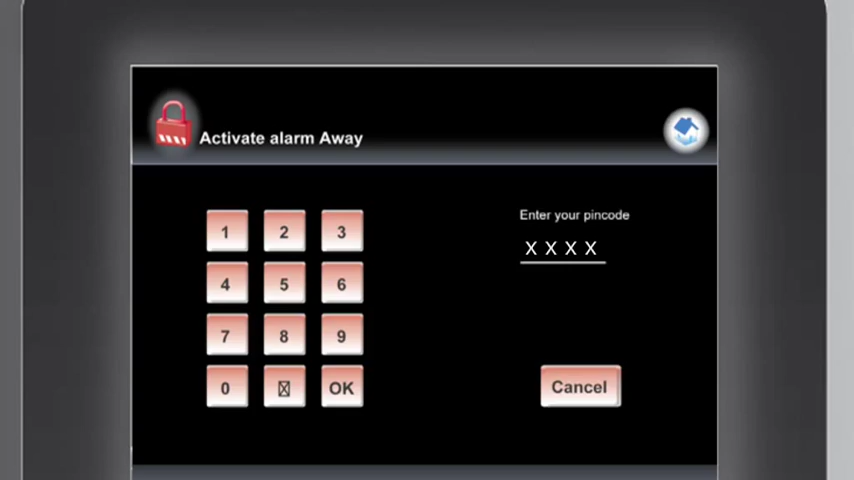 Activate alarm Away
Enter your pincode
X X X X
1 2 3
4 5 6
7 8 9
0 OK
Cancel